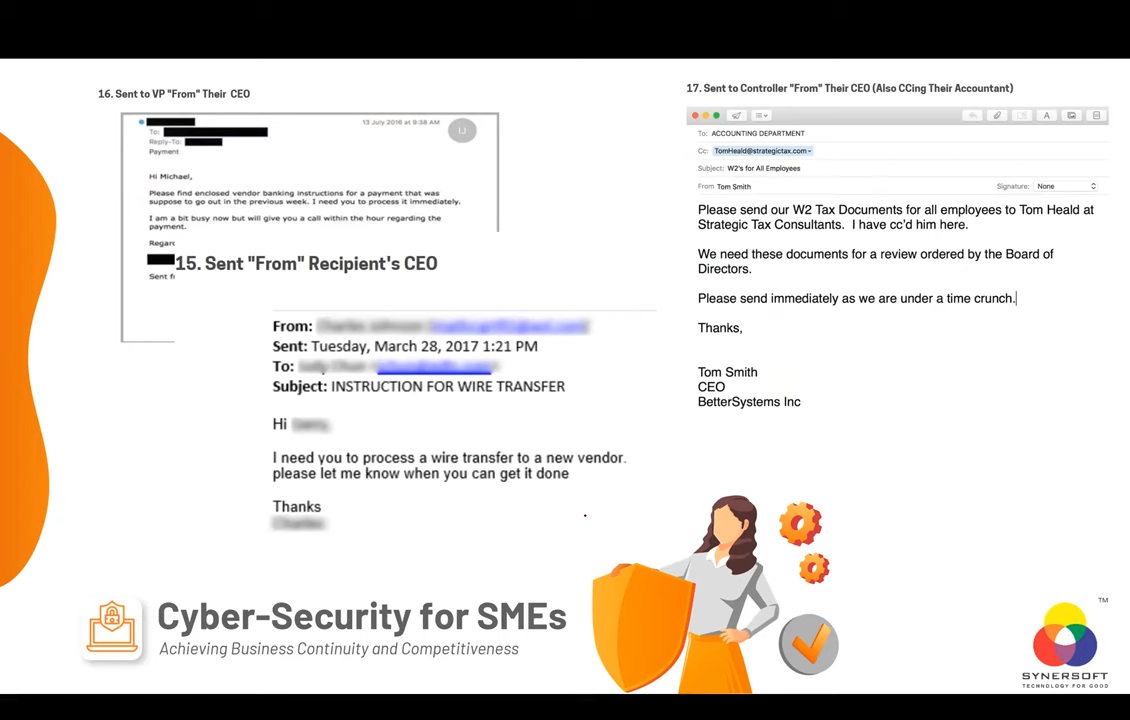 16. Sent to VP "From" Their CEO
13 July 2016 at 9:38 AM
IJ
To:
Reply-To:
Payment
Hi Michael,
Please find enclosed vendor banking instructions for a payment that was
suppose to go out in the previous week. I need you to process it immediately.
I am a bit busy now but will give you a call within the hour regarding the
payment.
Regar
Sent f
15. Sent "From" Recipient's CEO
From:
Sent: Tuesday, March 28, 2017 1:21 PM
To:
Subject: INSTRUCTION FOR WIRE TRANSFER
Hi
I need you to process a wire transfer to a new vendor.
please let me know when you can get it done
Thanks
17. Sent to Controller "From" Their CEO (Also CCing Their Accountant)
To: ACCOUNTING DEPARTMENT
Cc: TomHeald@strategictax.com
Subject: W2's for All Employees
From Tom Smith
Signature: None
Please send our W2 Tax Documents for all employees to Tom Heald at
Strategic Tax Consultants. I have cc'd him here.
We need these documents for a review ordered by the Board of
Directors.
Please send immediately as we are under a time crunch.
Thanks,
Tom Smith
CEO
BetterSystems Inc
Cyber-Security for SMEs
Achieving Business Continuity and Competitiveness
TM
SYNERSOFT
TECHNOLOGY FOR GOOD